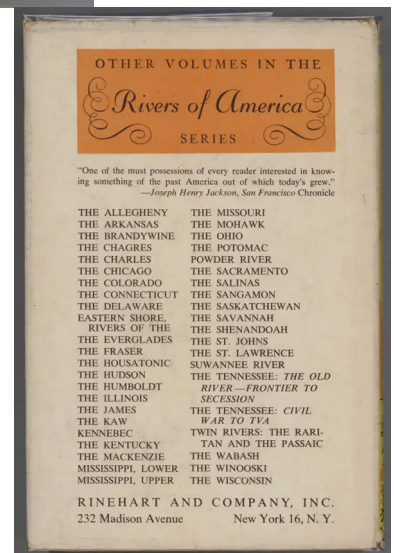 OTHER VOLUMES IN THE
Rivers of America
SERIES
"One of the must possessions of every reader interested in know-
ing something of the past America out of which today's grew."
—Joseph Henry Jackson, San Francisco Chronicle
THE ALLEGHENY
THE ARKANSAS
THE BRANDYWINE
THE CHAGRES
THE CHARLES
THE CHICAGO
THE COLORADO
THE CONNECTICUT
THE DELAWARE
EASTERN SHORE,
RIVERS OF THE
THE EVERGLADES
THE FRASER
THE HOUSATONIC
THE HUDSON
THE HUMBOLDT
THE ILLINOIS
THE JAMES
THE KAW
KENNEBEC
THE KENTUCKY
THE MACKENZIE
MISSISSIPPI, LOWER
MISSISSIPPI, UPPER
THE MISSOURI
THE MOHAWK
THE OHIO
THE POTOMAC
POWDER RIVER
THE SACRAMENTO
THE SALINAS
THE SANGAMON
THE SASKATCHEWAN
THE SAVANNAH
THE SHENANDOAH
THE ST. JOHNS
THE ST. LAWRENCE
SUWANNEE RIVER
THE TENNESSEE: THE OLD
RIVER—FRONTIER TO
SECESSION
THE TENNESSEE: CIVIL
WAR TO TVA
TWIN RIVERS: THE RARI-
TAN AND THE PASSAIC
THE WABASH
THE WINOOSKI
THE WISCONSIN
RINEHART AND COMPANY, INC.
232 Madison Avenue New York 16, N. Y.